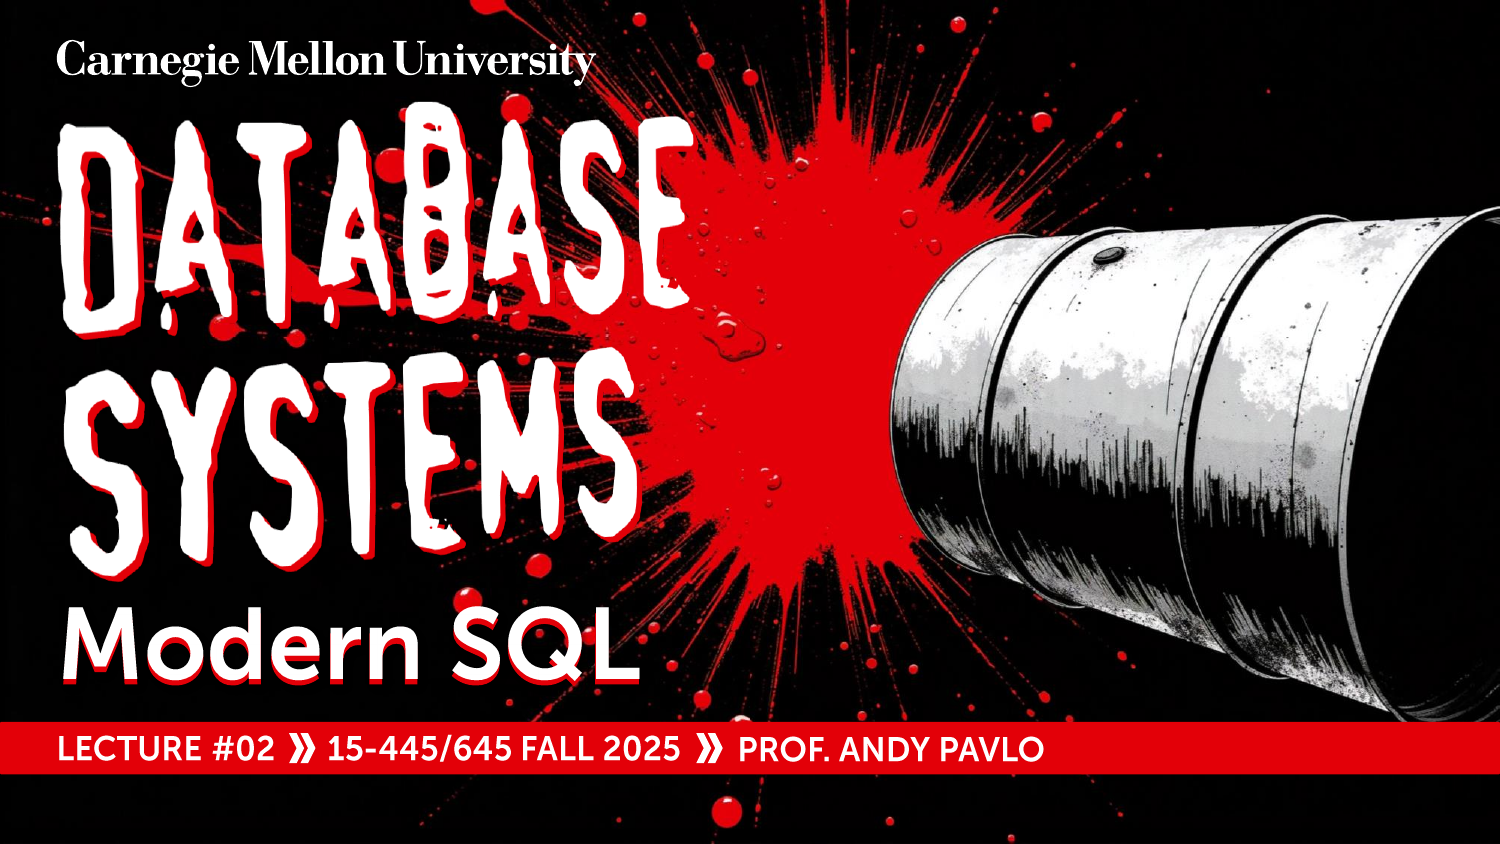 Carnegie Mellon University
DATABASE
SYSTEMS
Modern SQL
LECTURE #02 » 15-445/645 FALL 2025 » PROF. ANDY PAVLO